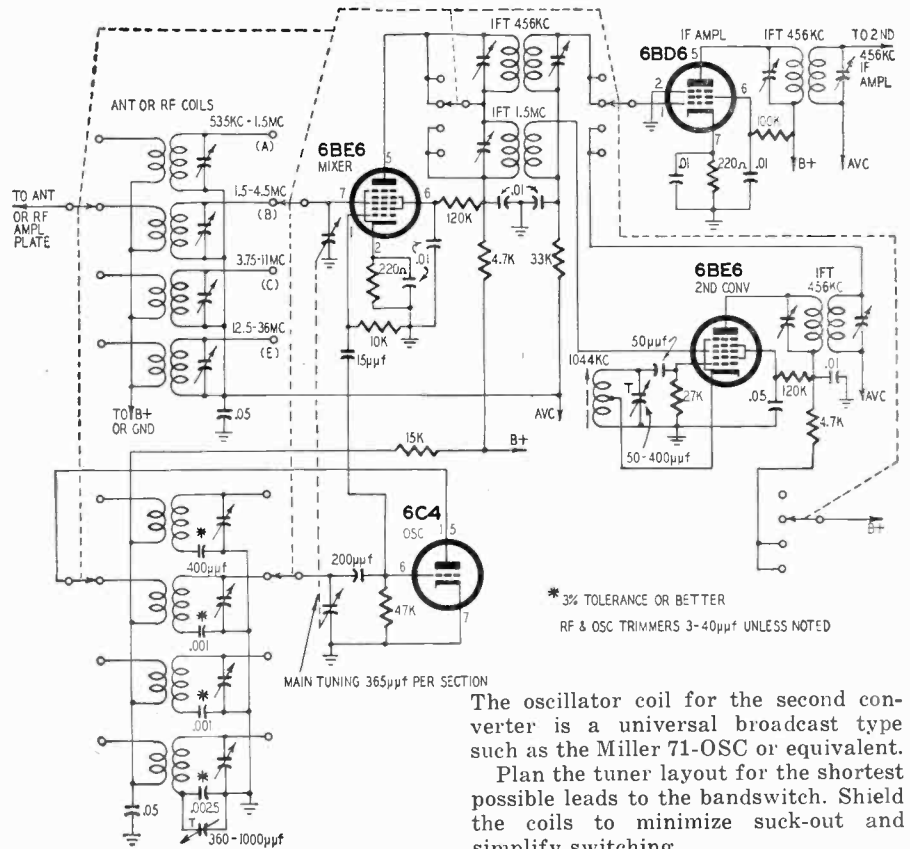 IFT 456KC
IF AMPL
IFT 456KC
TO 2ND
456KC
IF
AMPL
6BD6
5
2
1
6
7
100K
.01
220Ω
.01
B+
AVC
ANT OR RF COILS
535KC-1.5MC
(A)
1.5-4.5MC
(B)
3.75-11MC
(C)
12.5-36MC
(E)
TO ANT
OR RF
AMPL
PLATE
TO B+
OR GND
.05
6BE6
MIXER
5
7
6
1
2
220Ω
.01
10K
15µµf
120K
IFT 1.5MC
.01
4.7K
33K
AVC
15K
B+
6BE6
2ND CONV
IFT
456KC
50µµf
1044KC
T
27K
50-400µµf
.05
120K
.01
4.7K
AVC
B+
6C4
OSC
1
5
6
7
200µµf
47K
*
400µµf
*
.001
*
.001
*
.0025
T
360-1000µµf
.05
MAIN TUNING 365µµf PER SECTION
* 3% TOLERANCE OR BETTER
RF & OSC TRIMMERS 3-40µµf UNLESS NOTED
The oscillator coil for the second con-
verter is a universal broadcast type
such as the Miller 71-OSC or equivalent.
Plan the tuner layout for the shortest
possible leads to the bandswitch. Shield
the coils to minimize suck-out and
simplify switching.